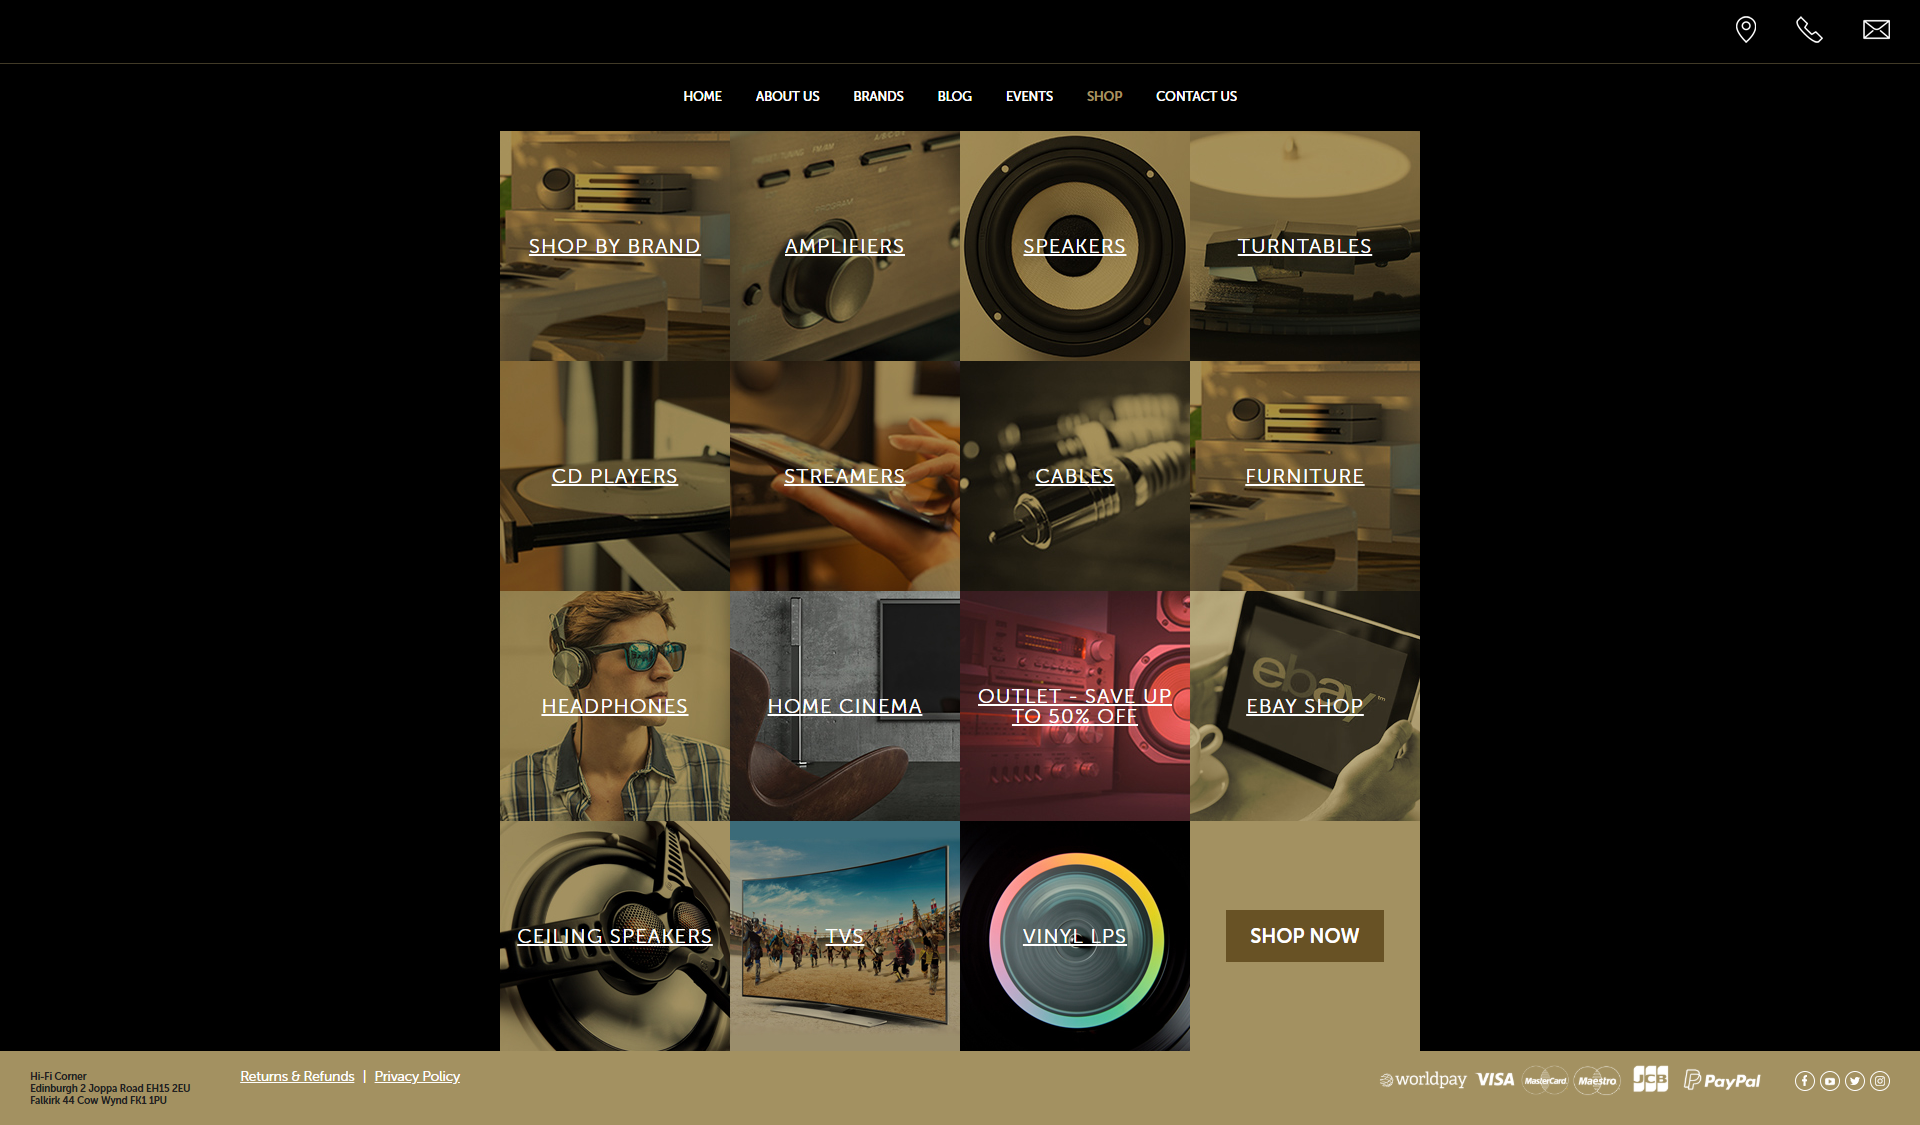 HOME
ABOUT US
BRANDS
BLOG
EVENTS
SHOP
CONTACT US
SHOP BY BRAND
AMPLIFIERS
SPEAKERS
TURNTABLES
PROGRAM
CD PLAYERS
STREAMERS
CABLES
FURNITURE
HEADPHONES
HOME CINEMA
OUTLET - SAVE UP
TO 50% OFF
EBAY SHOP
ebay™
CEILING SPEAKERS
TVS
VINYL LPS
SHOP NOW
Hi-Fi Corner
Edinburgh 2 Joppa Road EH15 2EU
Falkirk 44 Cow Wynd FK1 1PU
Returns & Refunds | Privacy Policy
worldpay VISA MasterCard Maestro JCB PayPal